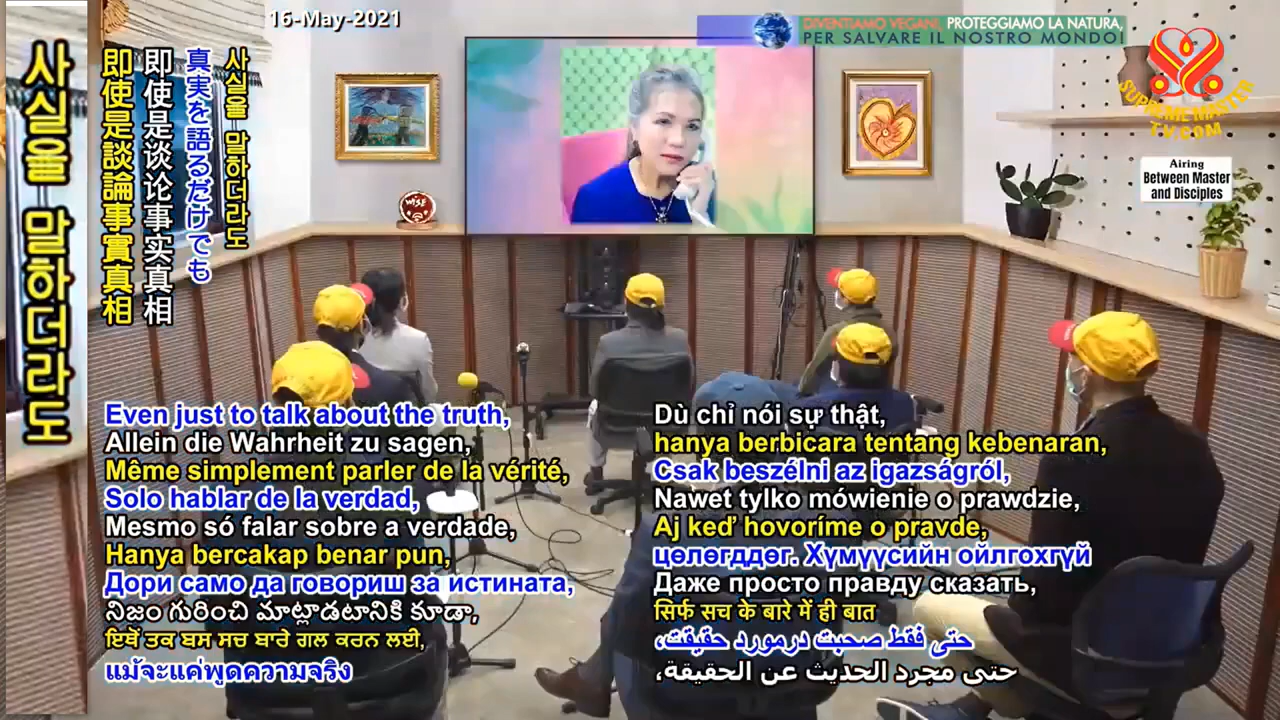 16-May-2021
DIVENTIAMO VEGANI, PROTEGGIAMO LA NATURA,
PER SALVARE IL NOSTRO MONDO!
SUPREME MASTER
TV.COM
Airing
Between Master
and Disciples
WISE
사실을 말하더라도
사실을 말하더라도
真実を語るだけでも
即使是谈论事实真相
即使是談論事實真相
Even just to talk about the truth,
Allein die Wahrheit zu sagen,
Même simplement parler de la vérité,
Solo hablar de la verdad,
Mesmo só falar sobre a verdade,
Hanya bercakap benar pun,
Дори само да говориш за истината,
నిజం గురించి మాట్లాడటానికి కూడా,
ਇਥੋਂ ਤਕ ਬਸ ਸਚ ਬਾਰੇ ਗਲ ਕਰਨ ਲਈ,
แม้จะแค่พูดความจริง
Dù chỉ nói sự thật,
hanya berbicara tentang kebenaran,
Csak beszélni az igazságról,
Nawet tylko mówienie o prawdzie,
Aj keď hovoríme o pravde,
цөлөгддөг. Хүмүүсийн ойлгохгүй
Даже просто правду сказать,
सिर्फ सच के बारे में ही बात
حتی فقط صحبت درمورد حقیقت،
حتى مجرد الحديث عن الحقيقة،